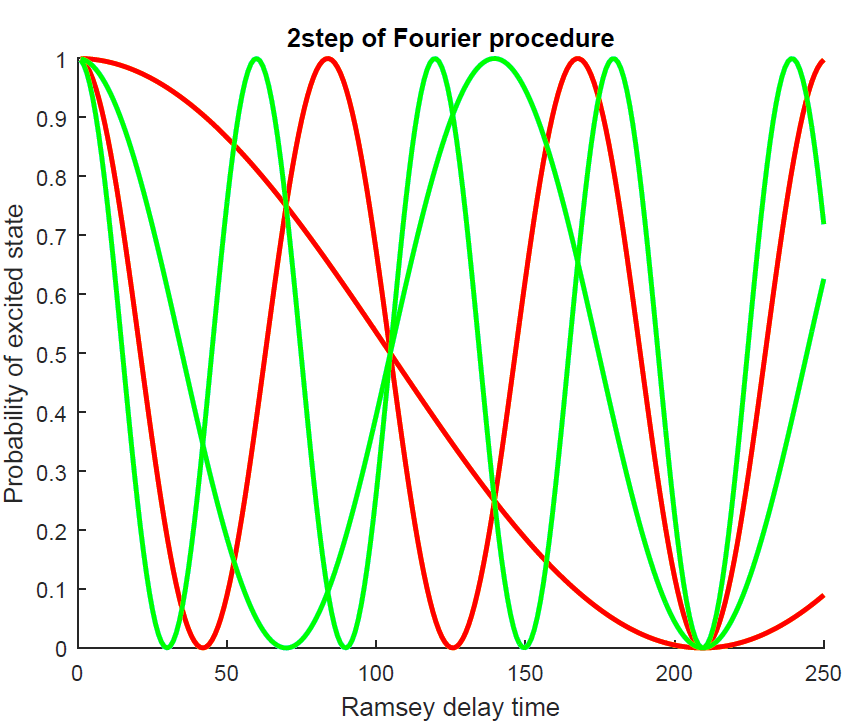 2step of Fourier procedure
Probability of excited state
1
0.9
0.8
0.7
0.6
0.5
0.4
0.3
0.2
0.1
0
0 50 100 150 200 250
Ramsey delay time